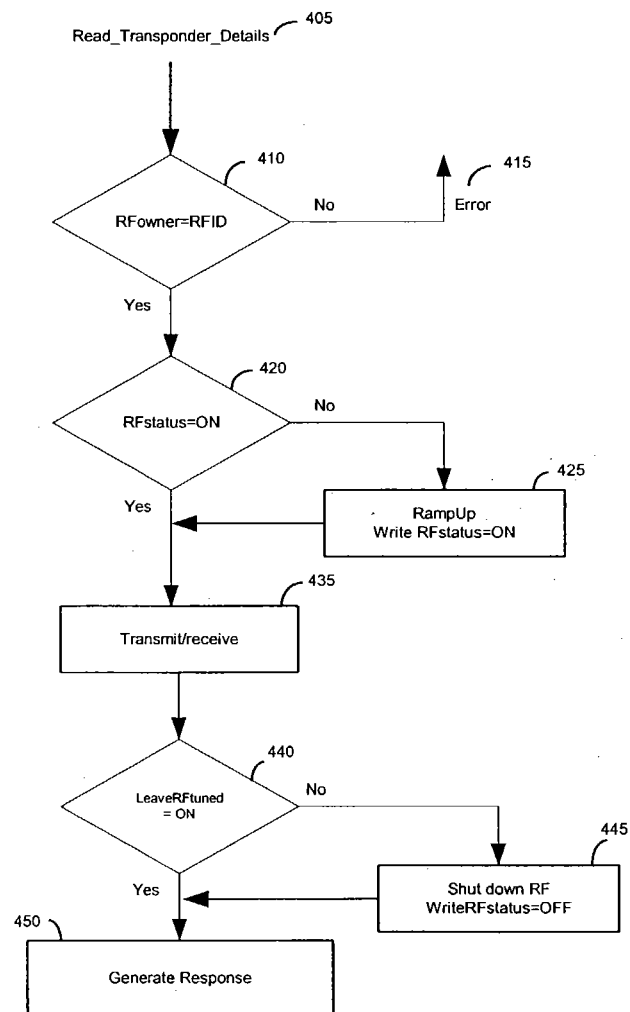 405
Read_Transponder_Details
410
415
RFowner=RFID
No
Error
Yes
420
RFstatus=ON
No
425
Yes
RampUp
Write RFstatus=ON
435
Transmit/receive
440
LeaveRFtuned
= ON
No
445
Yes
Shut down RF
WriteRFstatus=OFF
450
Generate Response